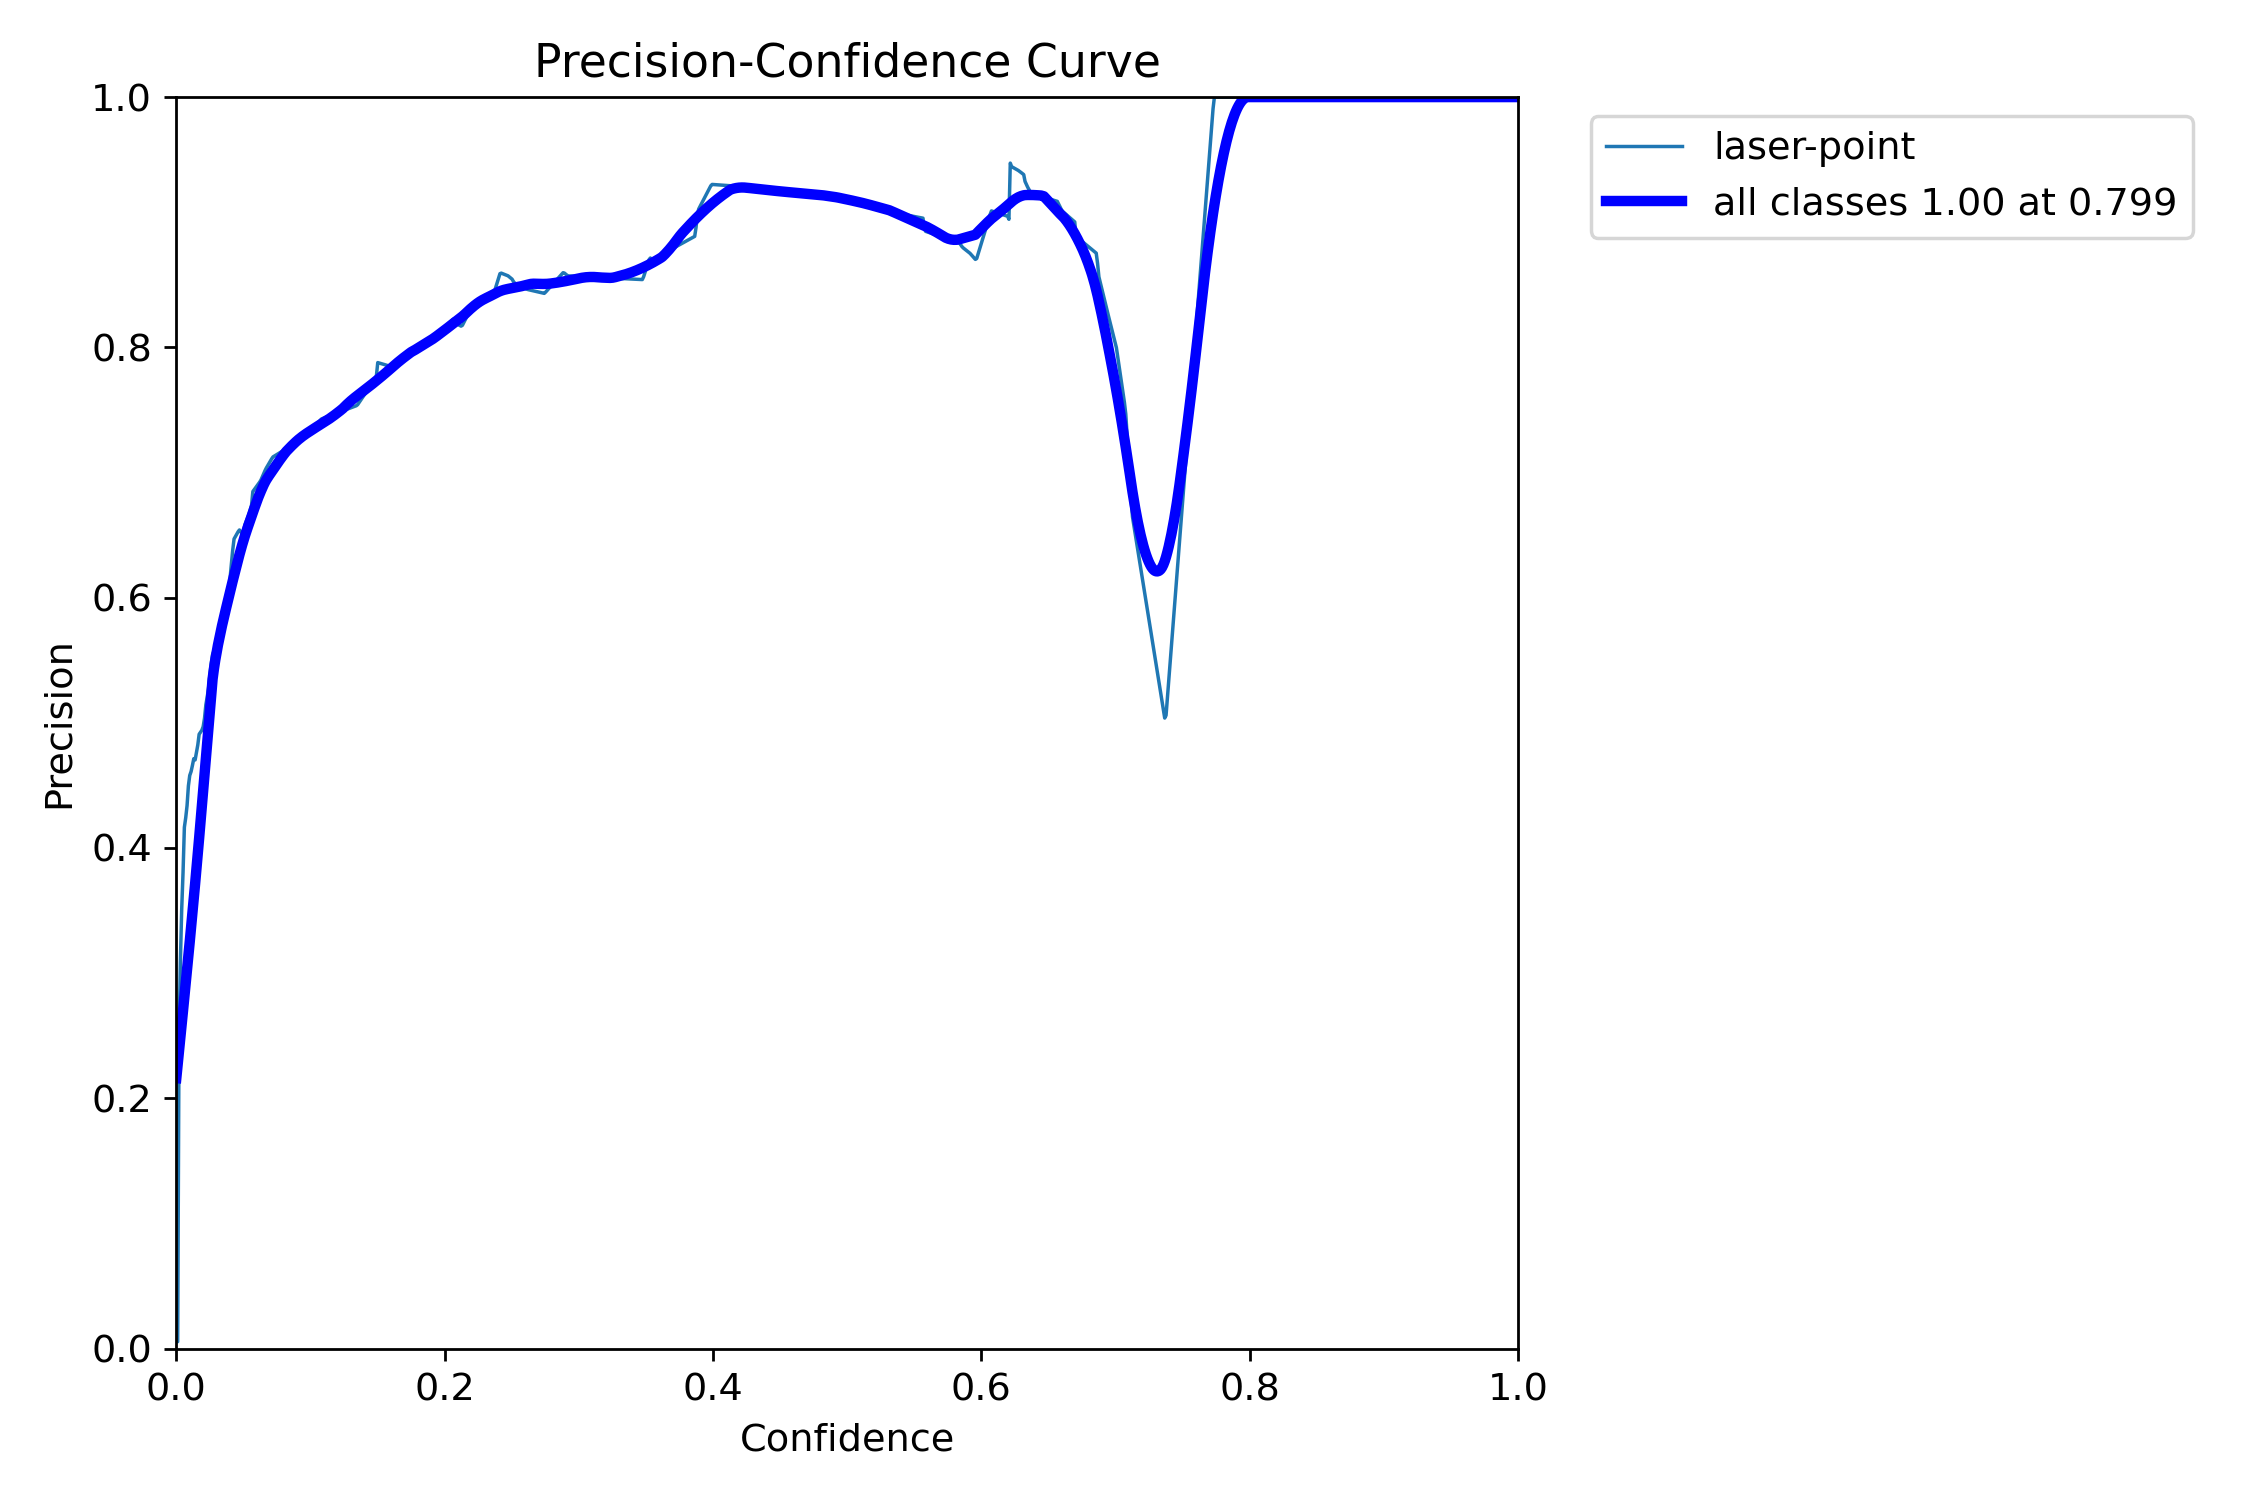 Precision-Confidence Curve
1.0
0.8
0.6
0.4
0.2
0.0
Precision
0.0 0.2 0.4 0.6 0.8 1.0
Confidence
laser-point
all classes 1.00 at 0.799